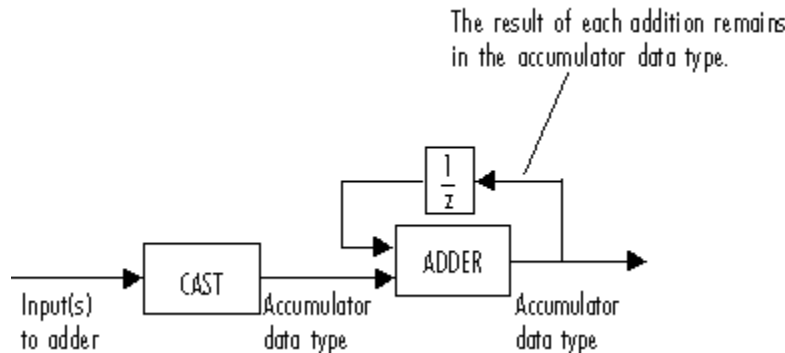 The result of each addition remains
in the accumulator data type.
1
z
CAST
ADDER
Input(s)
to adder
Accumulator
data type
Accumulator
data type